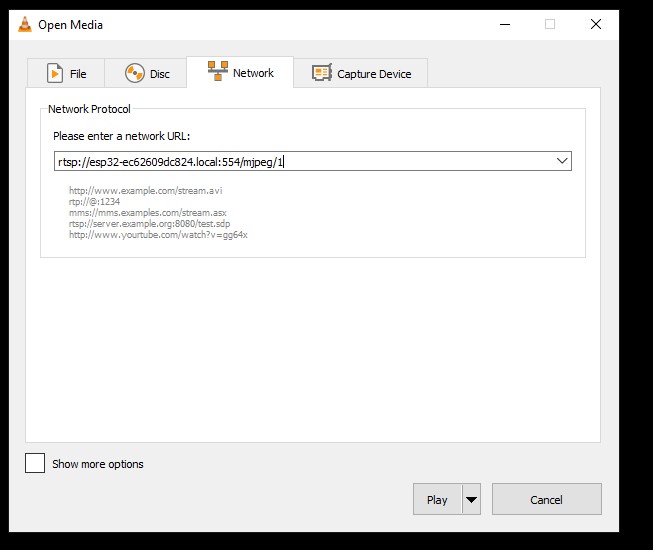 Open Media
File
Disc
Network
Capture Device
Network Protocol
Please enter a network URL:
rtsp://esp32-ec62609dc824.local:554/mjpeg/1
http://www.example.com/stream.avi
rtp://@:1234
mms://mms.examples.com/stream.asx
rtsp://server.example.org:8080/test.sdp
http://www.yourtube.com/watch?v=gg64x
Show more options
Play
Cancel